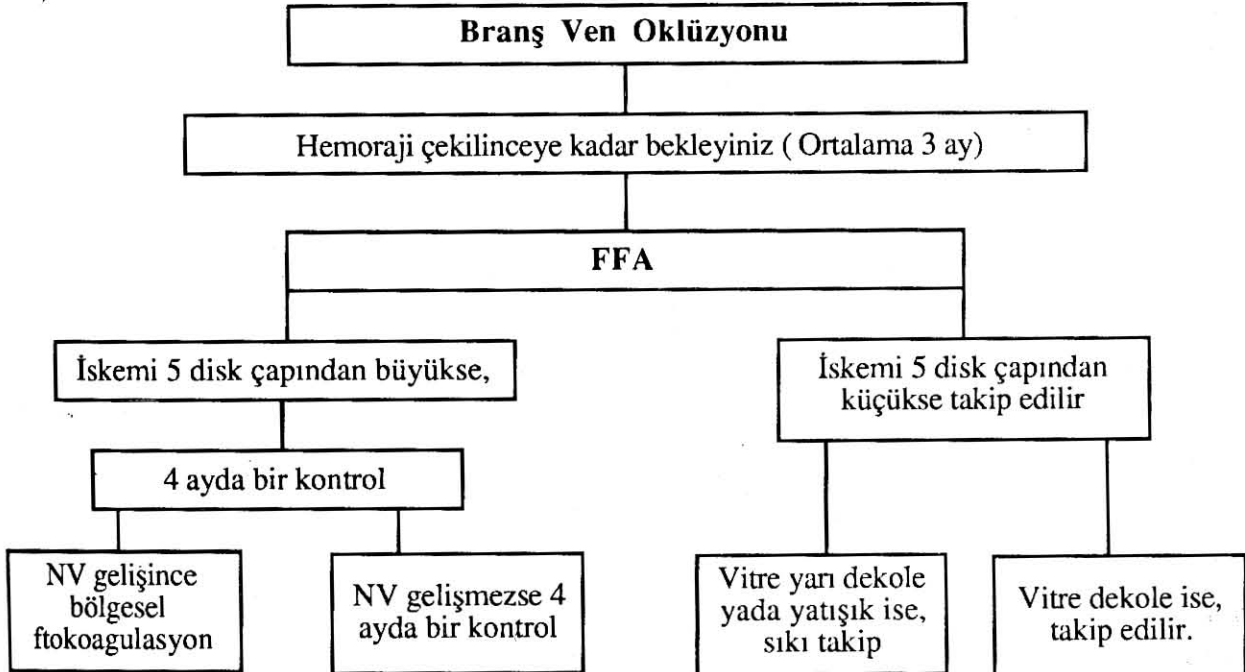 Branş Ven Oklüzyonu
Hemoraji çekilinceye kadar bekleyiniz ( Ortalama 3 ay)
FFA
İskemi 5 disk çapından büyükse,
İskemi 5 disk çapından
küçükse takip edilir
4 ayda bir kontrol
NV gelişince
bölgesel
ftokoagulasyon
NV gelişmezse 4
ayda bir kontrol
Vitre yarı dekole
yada yatışık ise,
sıkı takip
Vitre dekole ise,
takip edilir.